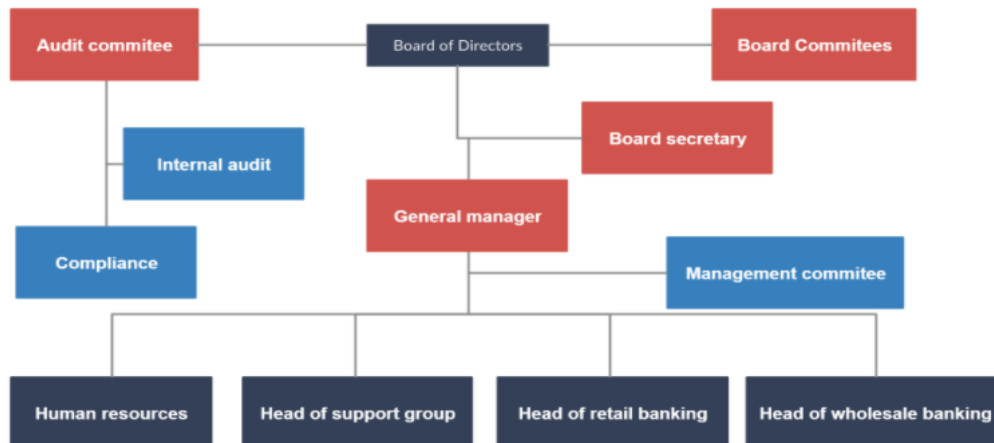 Audit commitee
Board of Directors
Board Commitees
Board secretary
Internal audit
General manager
Compliance
Management commitee
Human resources
Head of support group
Head of retail banking
Head of wholesale banking